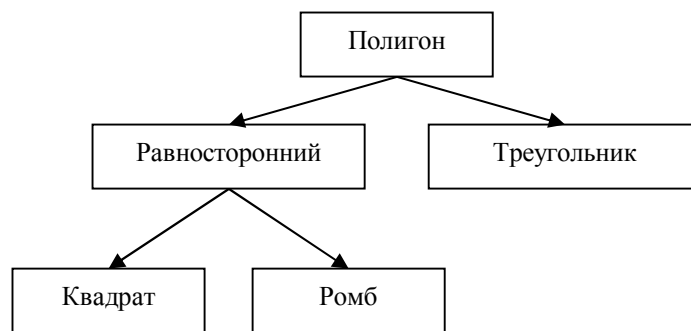 Полигон
Равносторонний
Треугольник
Квадрат
Ромб